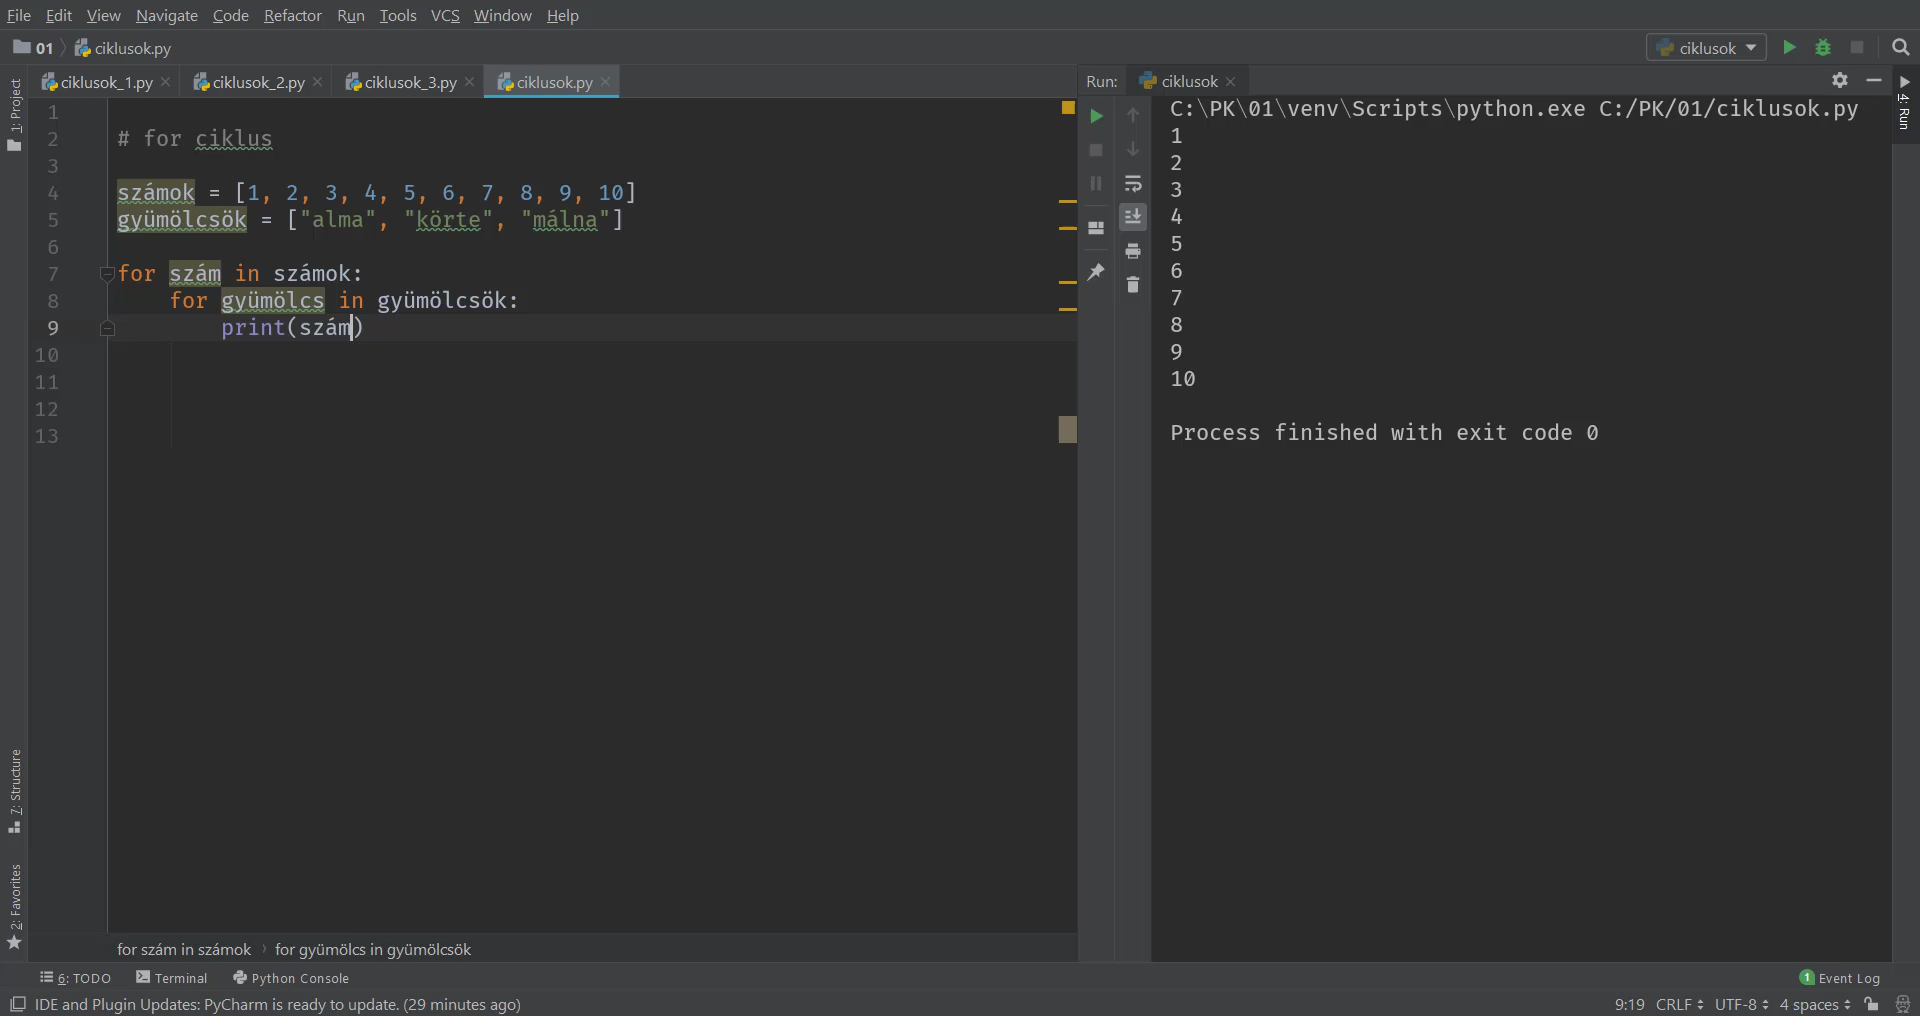 File Edit View Navigate Code Refactor Run Tools VCS Window Help
01 ciklusok.py ciklusok
ciklusok_1.py ciklusok_2.py ciklusok_3.py ciklusok.py
Run: ciklusok
1: Project
4: Run
1
2 # for ciklus
3
4 számok = [1, 2, 3, 4, 5, 6, 7, 8, 9, 10]
5 gyümölcsök = ["alma", "körte", "málna"]
6
7 for szám in számok:
8 for gyümölcs in gyümölcsök:
9 print(szám)
10
11
12
13
C:\PK\01\venv\Scripts\python.exe C:/PK/01/ciklusok.py
1
2
3
4
5
6
7
8
9
10
Process finished with exit code 0
7: Structure
2: Favorites
for szám in számok › for gyümölcs in gyümölcsök
6: TODO Terminal Python Console 1 Event Log
IDE and Plugin Updates: PyCharm is ready to update. (29 minutes ago) 9:19 CRLF UTF-8 4 spaces